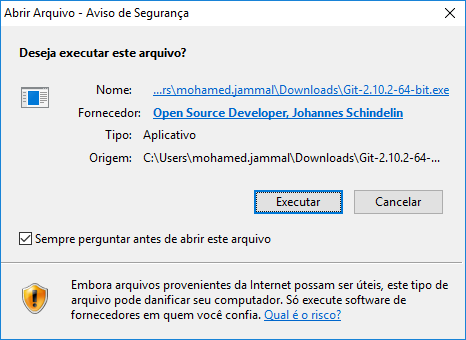 Abrir Arquivo - Aviso de Segurança
Deseja executar este arquivo?
Nome: ...rs\mohamed.jammal\Downloads\Git-2.10.2-64-bit.exe
Fornecedor: Open Source Developer, Johannes Schindelin
Tipo: Aplicativo
Origem: C:\Users\mohamed.jammal\Downloads\Git-2.10.2-64-...
Executar Cancelar
Sempre perguntar antes de abrir este arquivo
Embora arquivos provenientes da Internet possam ser úteis, este tipo de
arquivo pode danificar seu computador. Só execute software de
fornecedores em quem você confia. Qual é o risco?